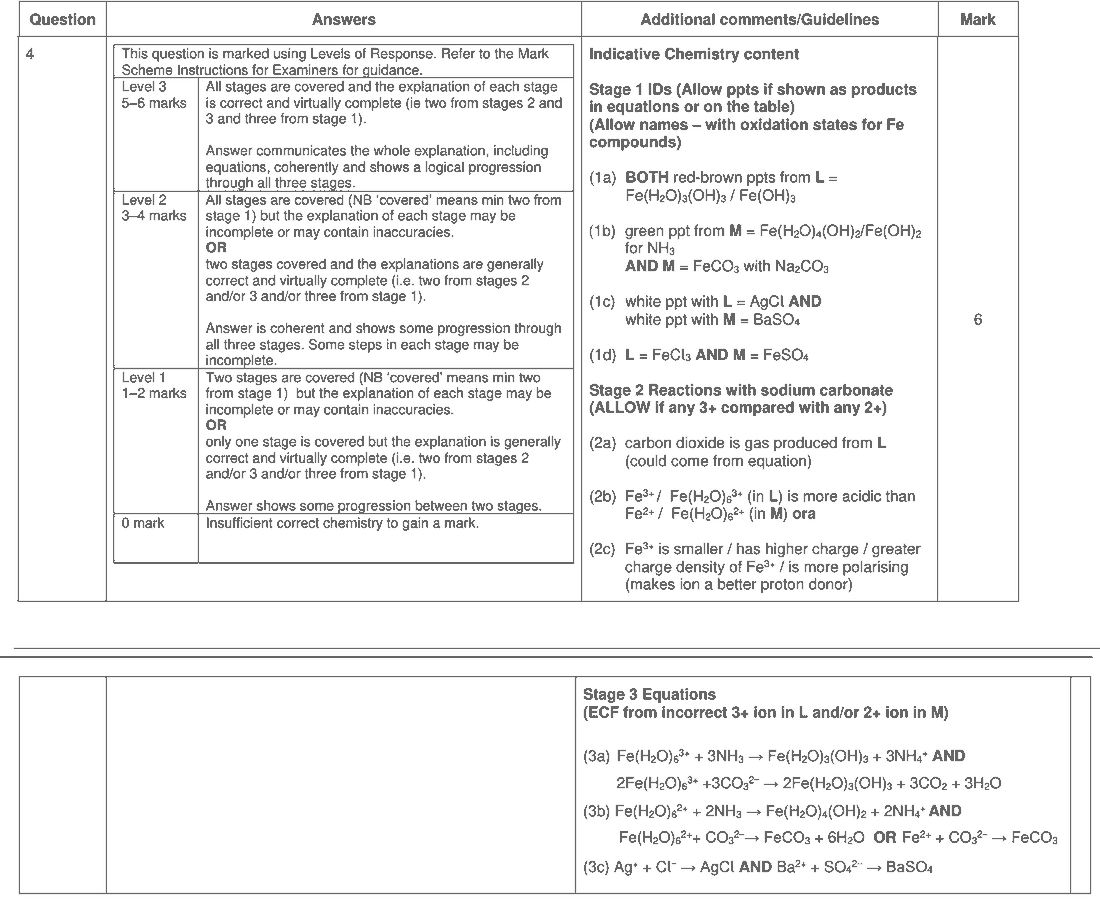 Question Answers Additional comments/Guidelines Mark
4
This question is marked using Levels of Response. Refer to the Mark
Scheme Instructions for Examiners for guidance.
Level 3
5–6 marks
All stages are covered and the explanation of each stage
is correct and virtually complete (ie two from stages 2 and
3 and three from stage 1).
Answer communicates the whole explanation, including
equations, coherently and shows a logical progression
through all three stages.
Level 2
3–4 marks
All stages are covered (NB 'covered' means min two from
stage 1) but the explanation of each stage may be
incomplete or may contain inaccuracies.
OR
two stages covered and the explanations are generally
correct and virtually complete (i.e. two from stages 2
and/or 3 and/or three from stage 1).
Answer is coherent and shows some progression through
all three stages. Some steps in each stage may be
incomplete.
Level 1
1–2 marks
Two stages are covered (NB 'covered' means min two
from stage 1) but the explanation of each stage may be
incomplete or may contain inaccuracies.
OR
only one stage is covered but the explanation is generally
correct and virtually complete (i.e. two from stages 2
and/or 3 and/or three from stage 1).
Answer shows some progression between two stages.
0 mark
Insufficient correct chemistry to gain a mark.
Indicative Chemistry content
Stage 1 IDs (Allow ppts if shown as products
in equations or on the table)
(Allow names – with oxidation states for Fe
compounds)
(1a) BOTH red-brown ppts from L =
Fe(H₂O)₃(OH)₃ / Fe(OH)₃
(1b) green ppt from M = Fe(H₂O)₄(OH)₂/Fe(OH)₂
for NH₃
AND M = FeCO₃ with Na₂CO₃
(1c) white ppt with L = AgCl AND
white ppt with M = BaSO₄
(1d) L = FeCl₃ AND M = FeSO₄
Stage 2 Reactions with sodium carbonate
(ALLOW if any 3+ compared with any 2+)
(2a) carbon dioxide is gas produced from L
(could come from equation)
(2b) Fe³⁺ / Fe(H₂O)₆³⁺ (in L) is more acidic than
Fe²⁺ / Fe(H₂O)₆²⁺ (in M) ora
(2c) Fe³⁺ is smaller / has higher charge / greater
charge density of Fe³⁺ / is more polarising
(makes ion a better proton donor)
6
Stage 3 Equations
(ECF from incorrect 3+ ion in L and/or 2+ ion in M)
(3a) Fe(H₂O)₆³⁺ + 3NH₃ → Fe(H₂O)₃(OH)₃ + 3NH₄⁺ AND
2Fe(H₂O)₆³⁺ +3CO₃²⁻ → 2Fe(H₂O)₃(OH)₃ + 3CO₂ + 3H₂O
(3b) Fe(H₂O)₆²⁺ + 2NH₃ → Fe(H₂O)₄(OH)₂ + 2NH₄⁺ AND
Fe(H₂O)₆²⁺+ CO₃²⁻→ FeCO₃ + 6H₂O OR Fe²⁺ + CO₃²⁻ → FeCO₃
(3c) Ag⁺ + Cl⁻ → AgCl AND Ba²⁺ + SO₄²⁻ → BaSO₄